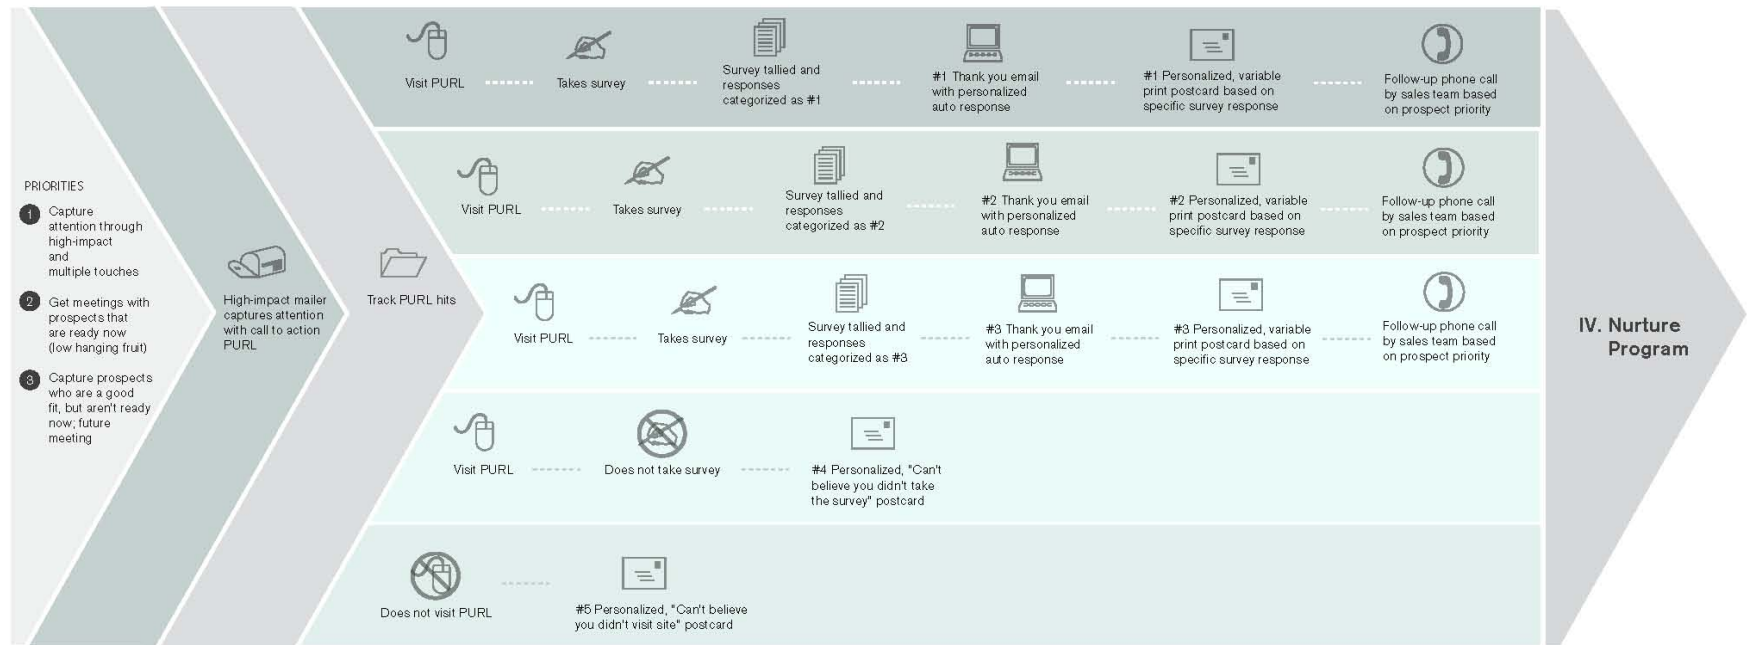 PRIORITIES
1 Capture
attention through
high-impact
and
multiple touches
2 Get meetings with
prospects that
are ready now
(low hanging fruit)
3 Capture prospects
who are a good
fit, but aren't ready
now; future
meeting
High-impact mailer
captures attention
with call to action
PURL
Track PURL hits
Visit PURL
Takes survey
Survey tallied and
responses
categorized as #1
#1 Thank you email
with personalized
auto response
#1 Personalized, variable
print postcard based on
specific survey response
Follow-up phone call
by sales team based
on prospect priority
Visit PURL
Takes survey
Survey tallied and
responses
categorized as #2
#2 Thank you email
with personalized
auto response
#2 Personalized, variable
print postcard based on
specific survey response
Follow-up phone call
by sales team based
on prospect priority
Visit PURL
Takes survey
Survey tallied and
responses
categorized as #3
#3 Thank you email
with personalized
auto response
#3 Personalized, variable
print postcard based on
specific survey response
Follow-up phone call
by sales team based
on prospect priority
Visit PURL
Does not take survey
#4 Personalized, "Can't
believe you didn't take
the survey" postcard
Does not visit PURL
#5 Personalized, "Can't believe
you didn't visit site" postcard
IV. Nurture
Program